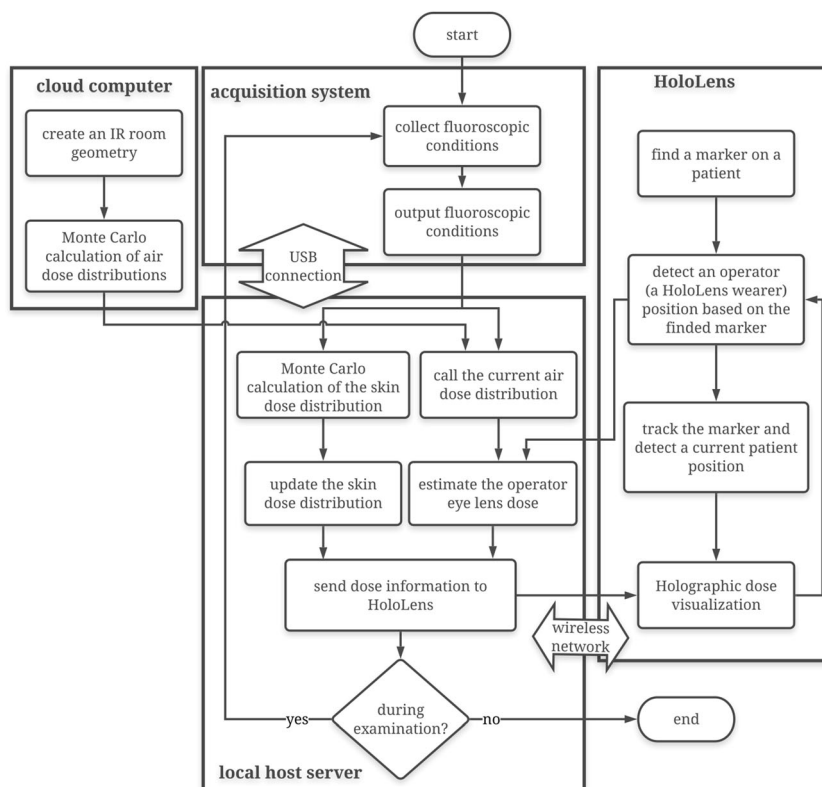 start
cloud computer
acquisition system
HoloLens
create an IR room
geometry
collect fluoroscopic
conditions
find a marker on a
patient
Monte Carlo
calculation of air
dose distributions
output fluoroscopic
conditions
USB
connection
detect an operator
(a HoloLens wearer)
position based on the
finded marker
Monte Carlo
calculation of the skin
dose distribution
call the current air
dose distribution
track the marker and
detect a current patient
position
update the skin
dose distribution
estimate the operator
eye lens dose
send dose information to
HoloLens
Holographic dose
visualization
wireless
network
during
examination?
yes
no
end
local host server